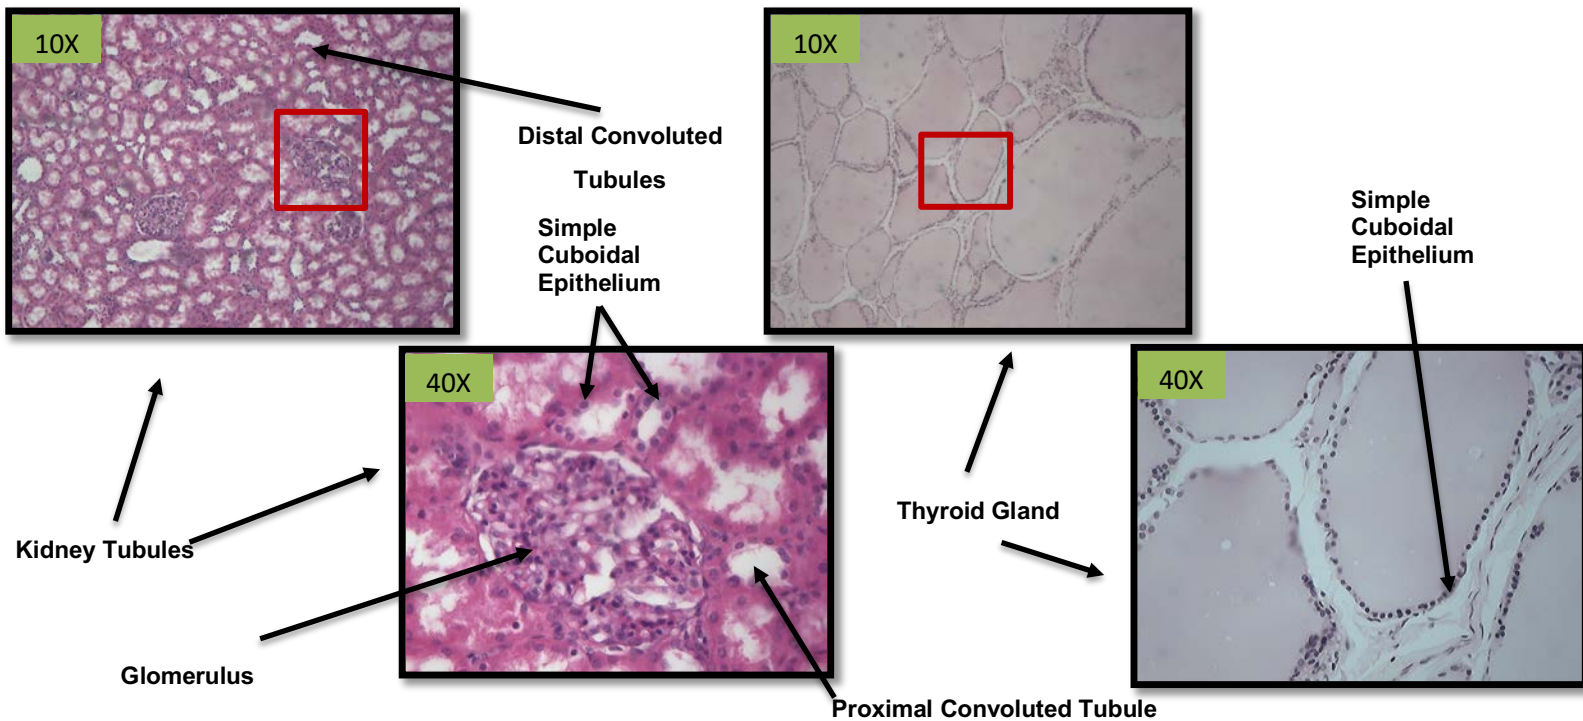 10X
10X
Distal Convoluted
Tubules
Simple
Cuboidal
Epithelium
Simple
Cuboidal
Epithelium
40X
40X
Kidney Tubules
Thyroid Gland
Glomerulus
Proximal Convoluted Tubule